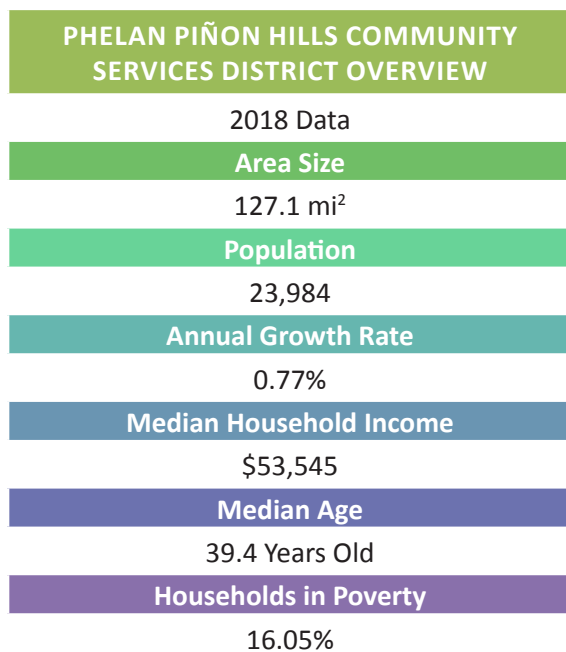 PHELAN PIÑON HILLS COMMUNITY
SERVICES DISTRICT OVERVIEW
2018 Data
Area Size
127.1 mi²
Population
23,984
Annual Growth Rate
0.77%
Median Household Income
$53,545
Median Age
39.4 Years Old
Households in Poverty
16.05%